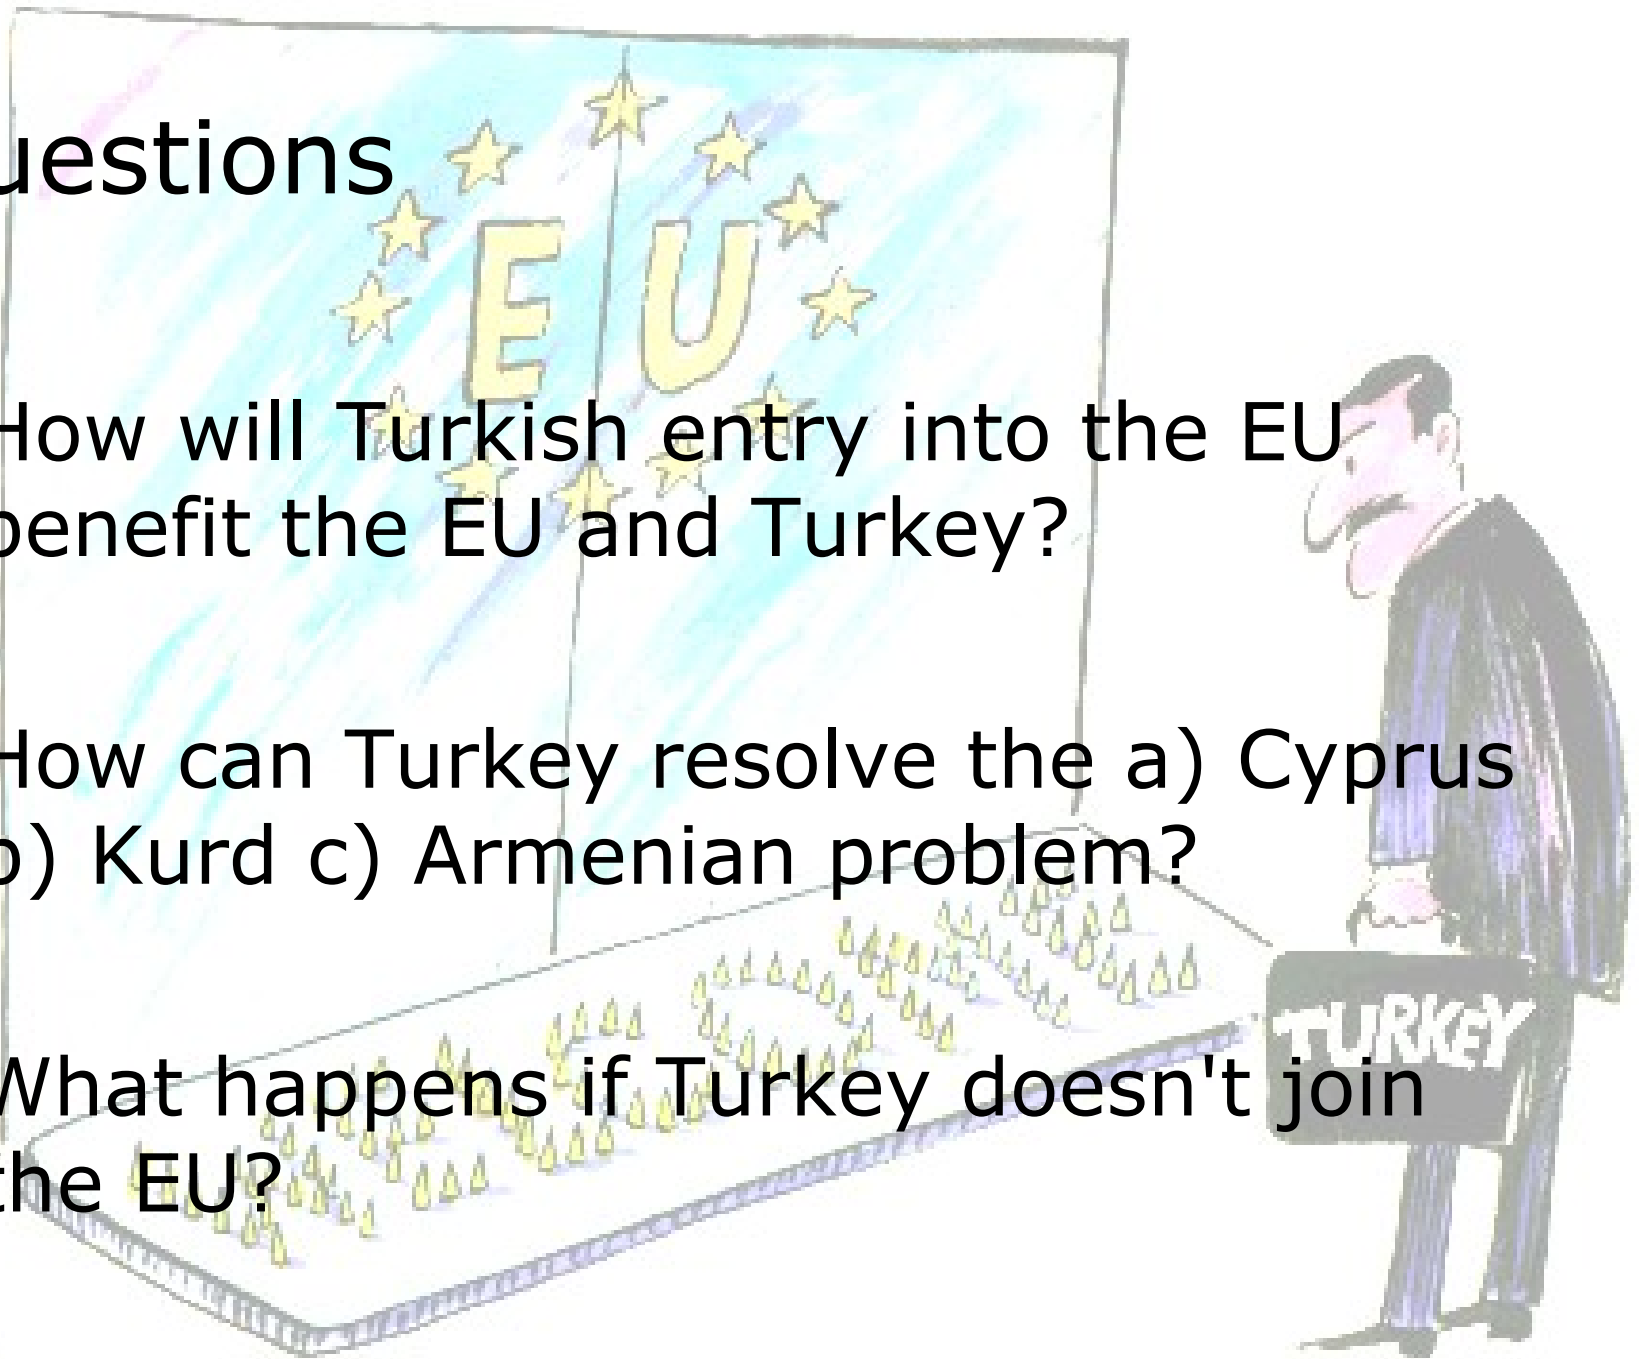 uestions
E U
How will Turkish entry into the EU
benefit the EU and Turkey?
How can Turkey resolve the a) Cyprus
b) Kurd c) Armenian problem?
TURKEY
What happens if Turkey doesn't join
the EU?